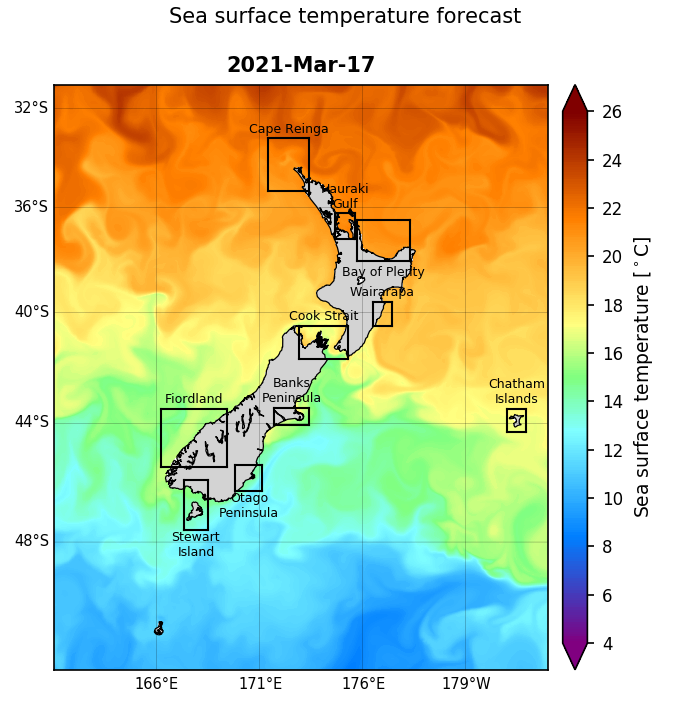 Sea surface temperature forecast
2021-Mar-17
32°S
36°S
40°S
44°S
48°S
Cape Reinga
Hauraki
Gulf
Bay of Plenty
Wairarapa
Cook Strait
Banks
Peninsula
Fiordland
Chatham
Islands
Otago
Peninsula
Stewart
Island
166°E
171°E
176°E
179°W
26
24
22
20
18
16
14
12
10
8
6
4
Sea surface temperature [°C]